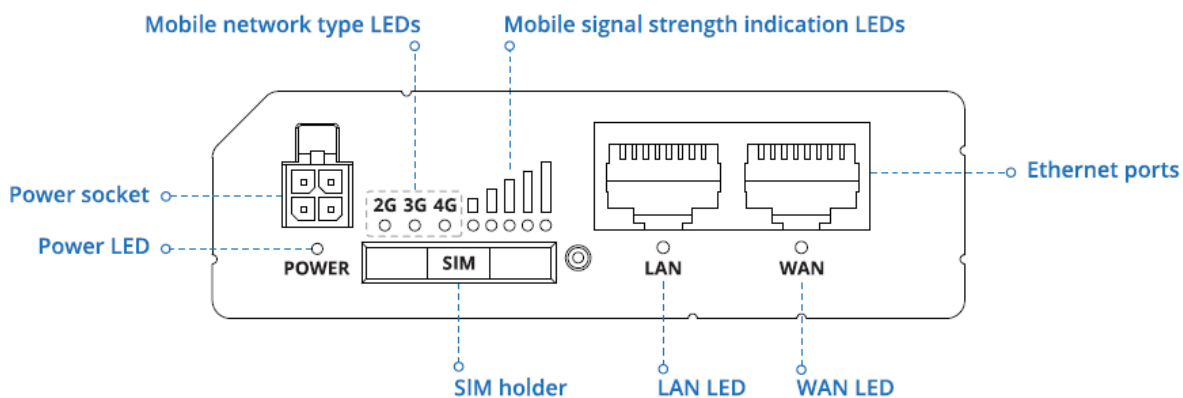 Mobile network type LEDs
Mobile signal strength indication LEDs
Ethernet ports
Power socket
2G 3G 4G
Power LED
POWER
SIM
LAN
WAN
SIM holder
LAN LED
WAN LED